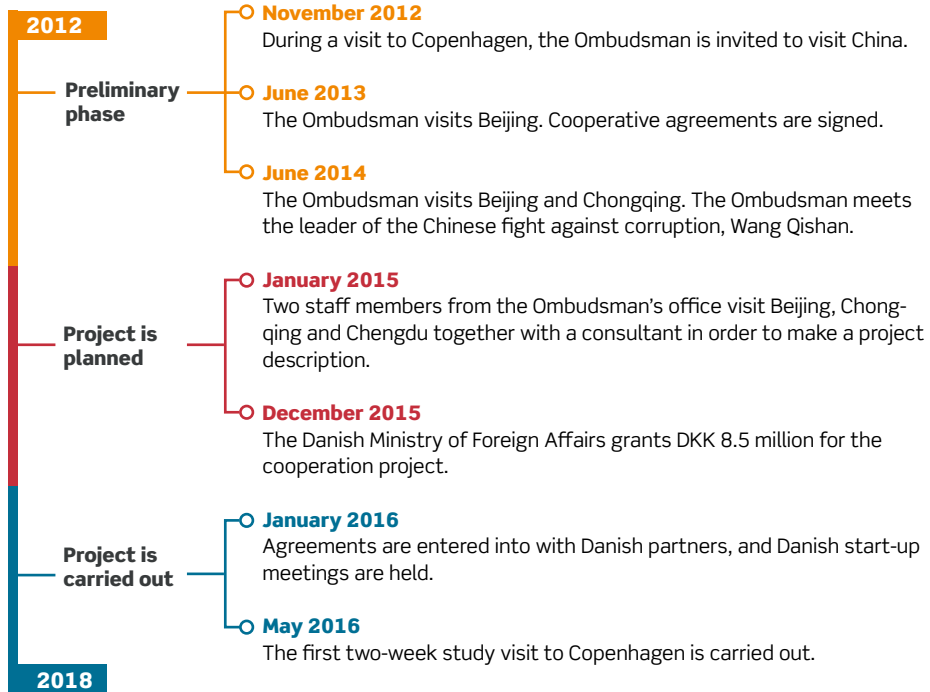 2012
November 2012
During a visit to Copenhagen, the Ombudsman is invited to visit China.
Preliminary
phase
June 2013
The Ombudsman visits Beijing. Cooperative agreements are signed.
June 2014
The Ombudsman visits Beijing and Chongqing. The Ombudsman meets
the leader of the Chinese fight against corruption, Wang Qishan.
Project is
planned
January 2015
Two staff members from the Ombudsman’s office visit Beijing, Chong-
qing and Chengdu together with a consultant in order to make a project
description.
December 2015
The Danish Ministry of Foreign Affairs grants DKK 8.5 million for the
cooperation project.
Project is
carried out
January 2016
Agreements are entered into with Danish partners, and Danish start-up
meetings are held.
May 2016
The first two-week study visit to Copenhagen is carried out.
2018